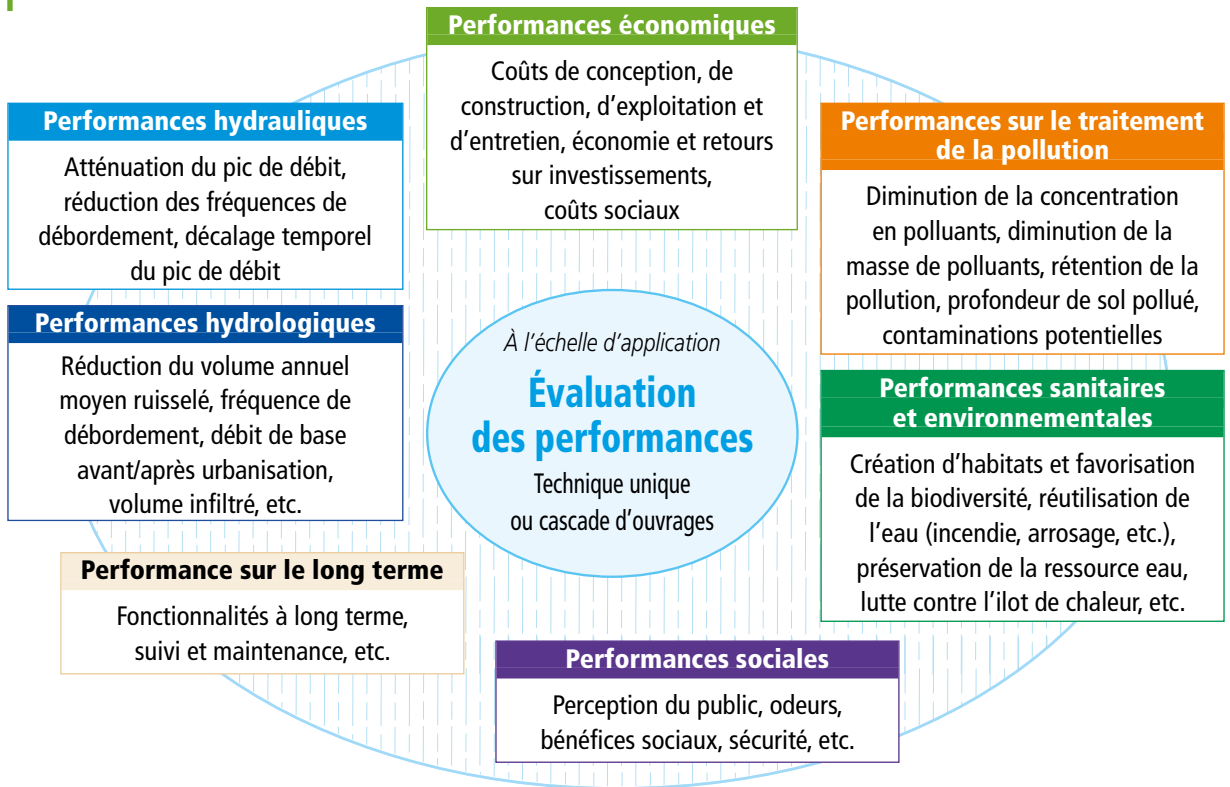 Performances économiques
Coûts de conception, de
construction, d'exploitation et
d'entretien, économie et retours
sur investissements,
coûts sociaux
Performances hydrauliques
Atténuation du pic de débit,
réduction des fréquences de
débordement, décalage temporel
du pic de débit
Performances sur le traitement
de la pollution
Diminution de la concentration
en polluants, diminution de la
masse de polluants, rétention de la
pollution, profondeur de sol pollué,
contaminations potentielles
Performances hydrologiques
Réduction du volume annuel
moyen ruisselé, fréquence de
débordement, débit de base
avant/après urbanisation,
volume infiltré, etc.
À l'échelle d'application
Évaluation
des performances
Technique unique
ou cascade d'ouvrages
Performances sanitaires
et environnementales
Création d'habitats et favorisation
de la biodiversité, réutilisation de
l'eau (incendie, arrosage, etc.),
préservation de la ressource eau,
lutte contre l'ilot de chaleur, etc.
Performance sur le long terme
Fonctionnalités à long terme,
suivi et maintenance, etc.
Performances sociales
Perception du public, odeurs,
bénéfices sociaux, sécurité, etc.